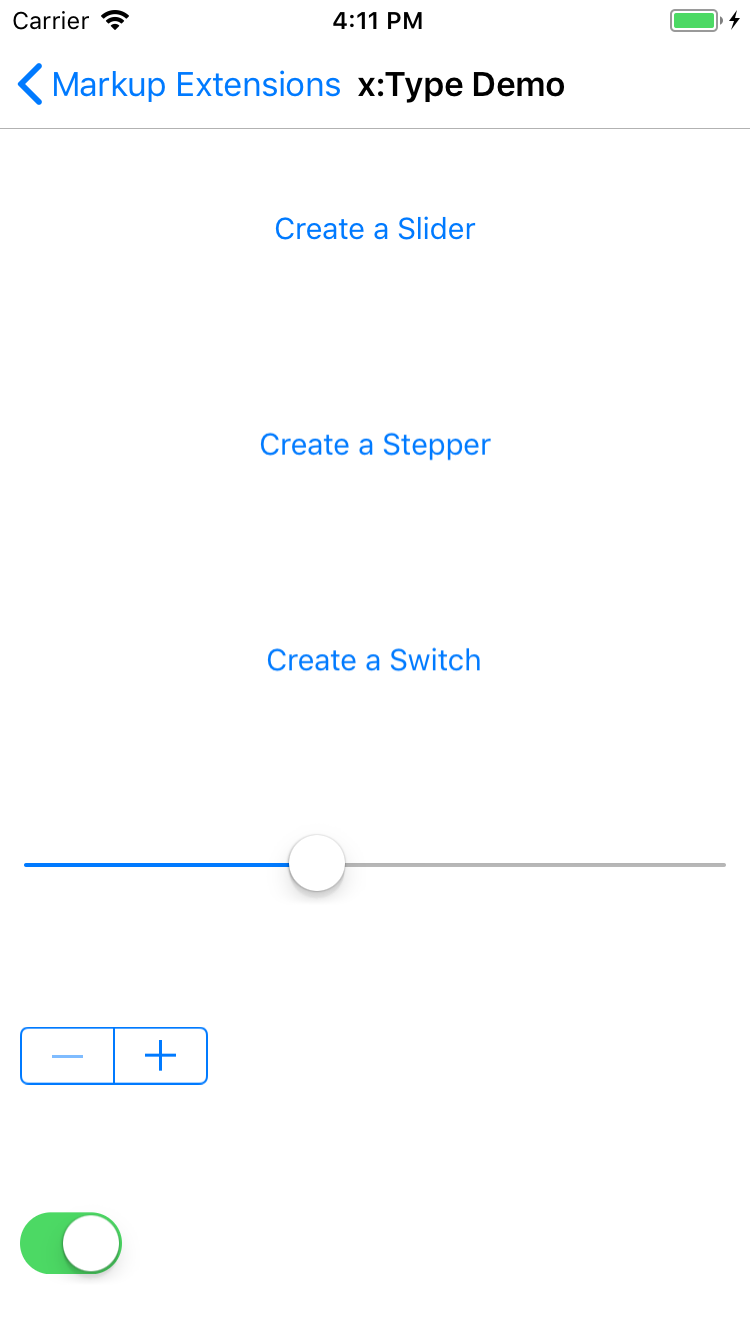 Carrier 4:11 PM
Markup Extensions x:Type Demo
Create a Slider
Create a Stepper
Create a Switch